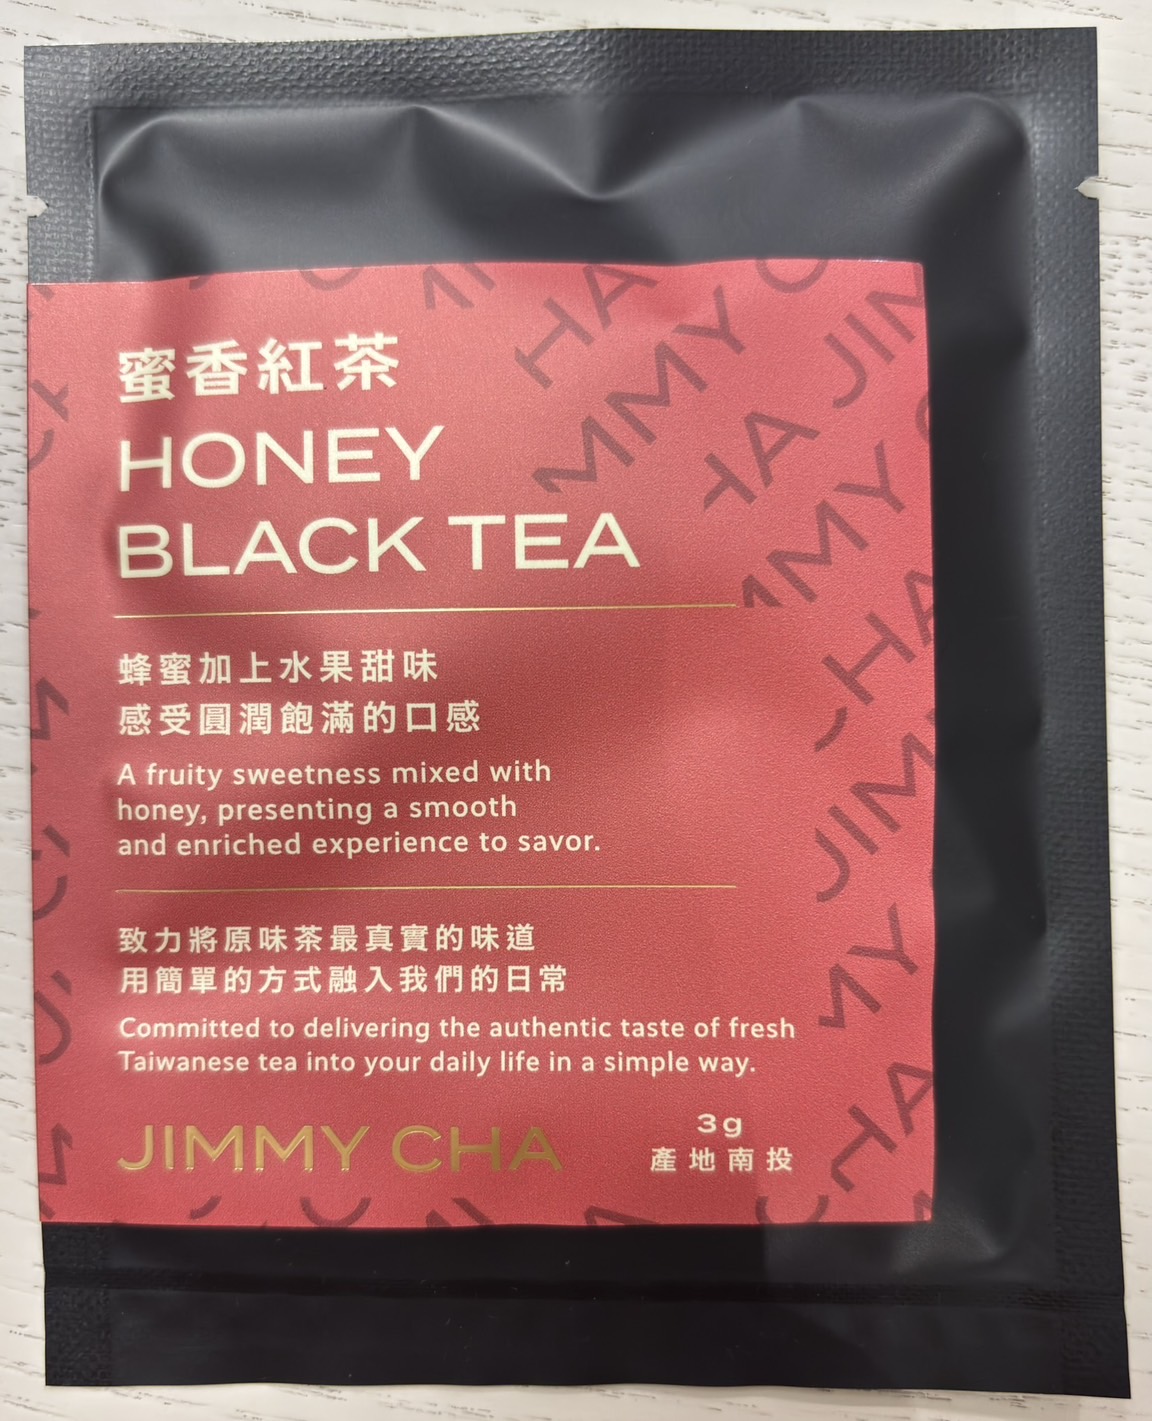 蜜香紅茶
HONEY
BLACK TEA
蜂蜜加上水果甜味
感受圓潤飽滿的口感
A fruity sweetness mixed with
honey, presenting a smooth
and enriched experience to savor.
致力將原味茶最真實的味道
用簡單的方式融入我們的日常
Committed to delivering the authentic taste of fresh
Taiwanese tea into your daily life in a simple way.
JIMMY CHA
3g
產地南投